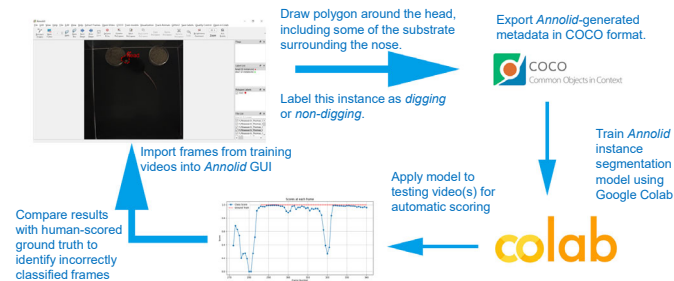 Draw polygon around the head,
including some of the substrate
surrounding the nose.
Label this instance as digging
or non-digging.
Export Annolid-generated
metadata in COCO format.
COCO
Common Objects in Context
Train Annolid
instance
segmentation
model using
Google Colab
colab
Apply model to
testing video(s) for
automatic scoring
Import frames from training
videos into Annolid GUI
Compare results
with human-scored
ground truth to
identify incorrectly
classified frames